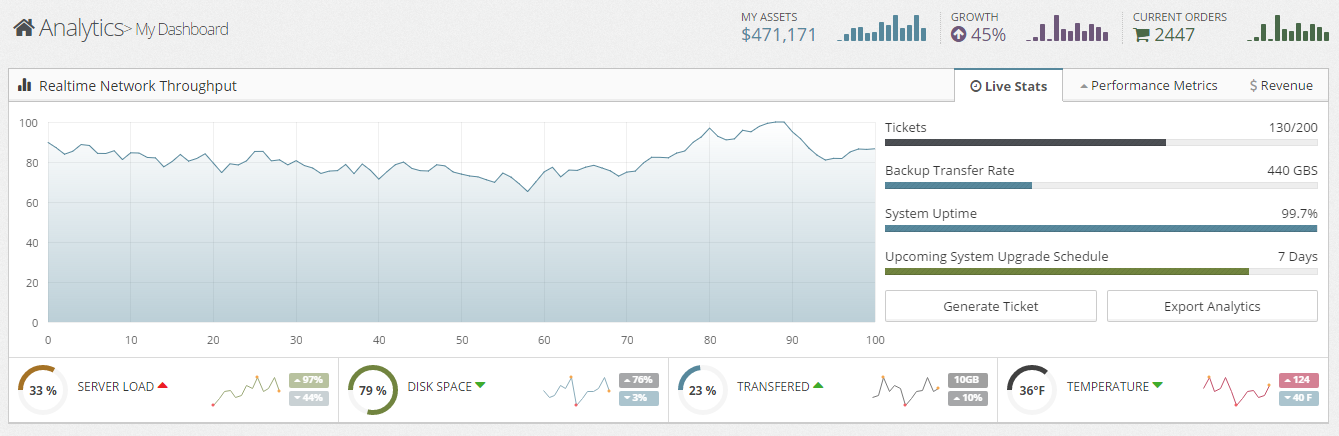 Analytics> My Dashboard
MY ASSETS
$471,171
GROWTH
45%
CURRENT ORDERS
2447
Realtime Network Throughput
Live Stats
Performance Metrics
$ Revenue
100
80
60
40
20
0
0 10 20 30 40 50 60 70 80 90 100
Tickets 130/200
Backup Transfer Rate 440 GBS
System Uptime 99.7%
Upcoming System Upgrade Schedule 7 Days
Generate Ticket
Export Analytics
33 %
SERVER LOAD
97%
44%
79 %
DISK SPACE
76%
3%
23 %
TRANSFERED
10GB
10%
36°F
TEMPERATURE
124
40 F